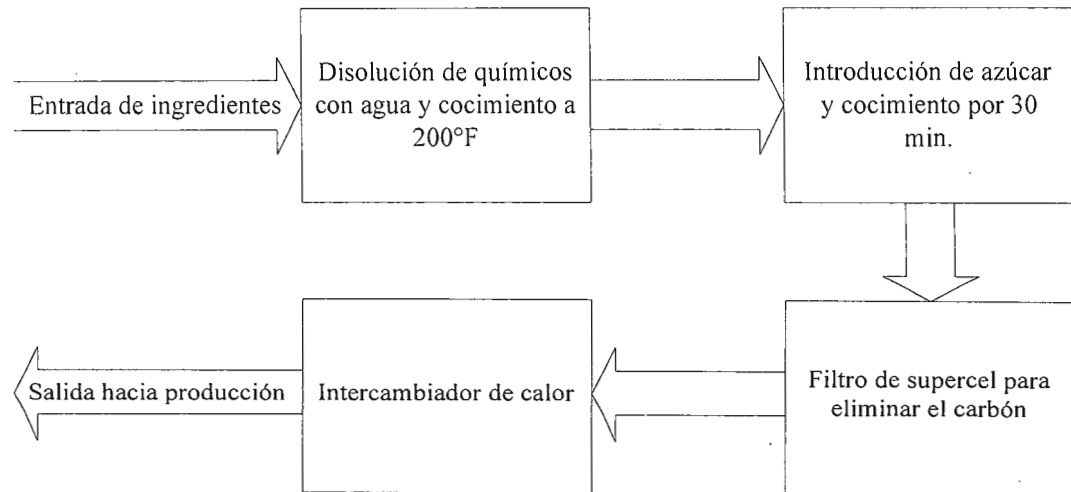 Entrada de ingredientes
Disolución de químicos
con agua y cocimiento a
200°F
Introducción de azúcar
y cocimiento por 30
min.
Filtro de supercel para
eliminar el carbón
Intercambiador de calor
Salida hacia producción